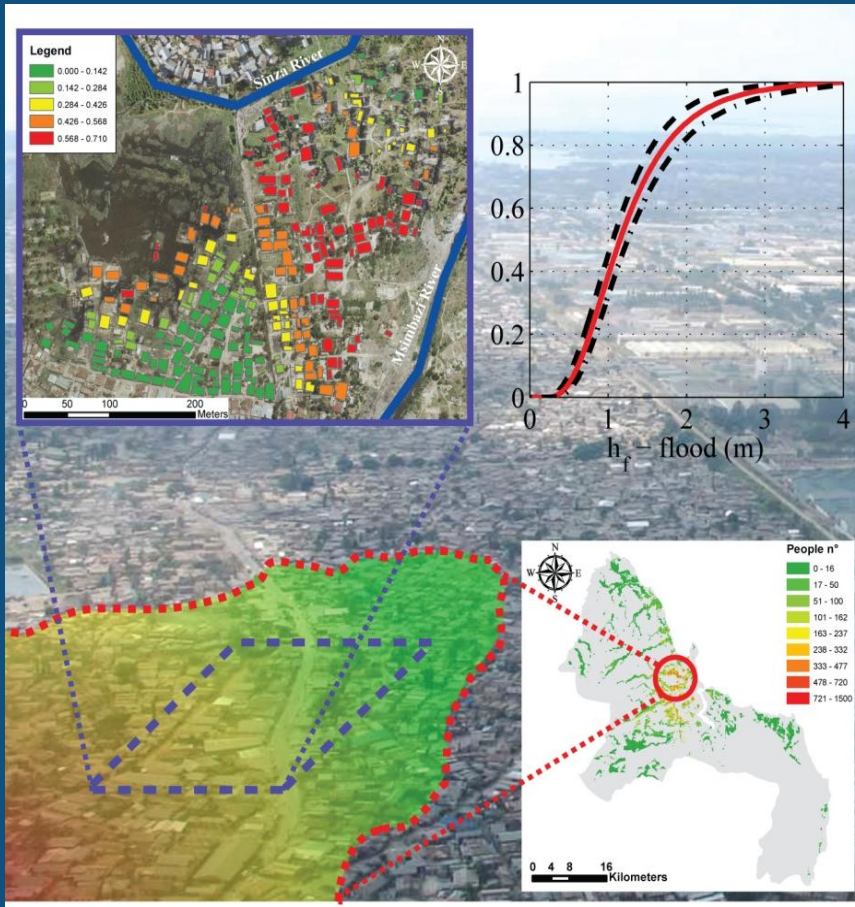 Legend
0.000 - 0.142
0.142 - 0.284
0.284 - 0.426
0.426 - 0.568
0.568 - 0.710
Sinza River
N
W E
S
Msimbazi River
0 50 100 200
Meters
1
0.8
0.6
0.4
0.2
0
0 1 2 3 4
h_f – flood (m)
People n°
0 - 16
17 - 50
51 - 100
101 - 162
163 - 237
238 - 332
333 - 477
478 - 720
721 - 1500
N
W E
S
0 4 8 16
Kilometers